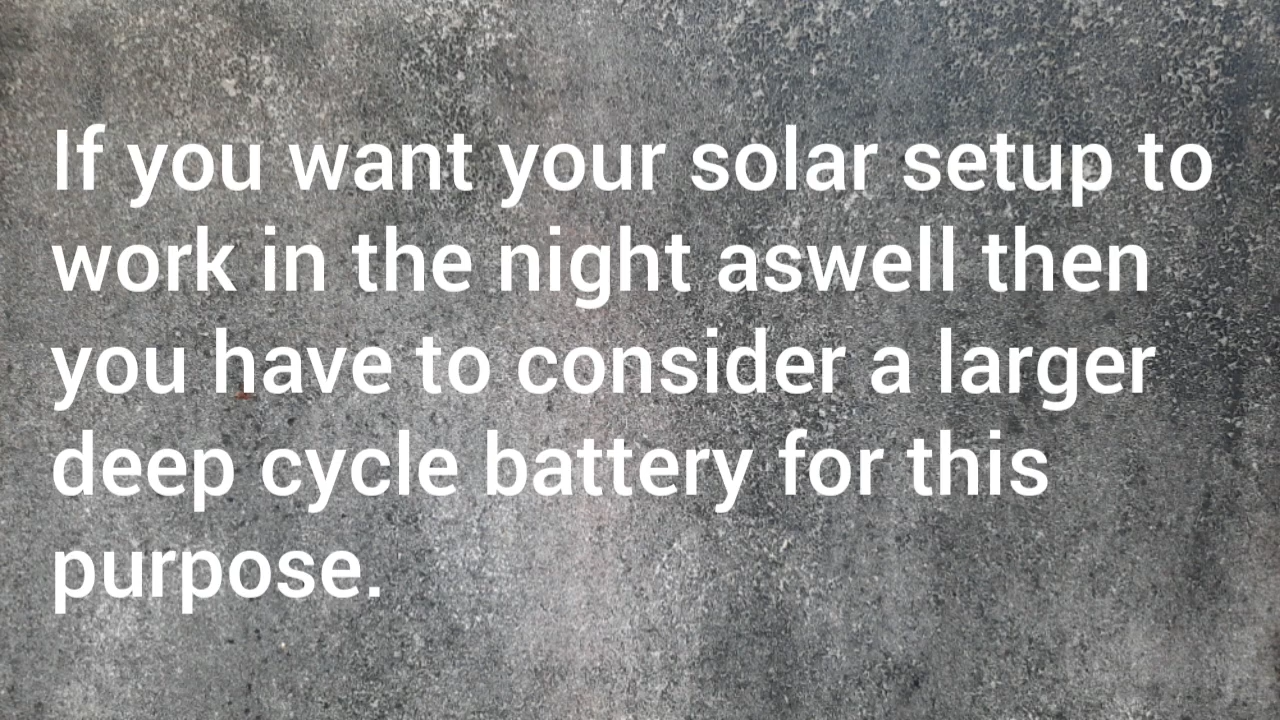 If you want your solar setup to
work in the night aswell then
you have to consider a larger
deep cycle battery for this
purpose.